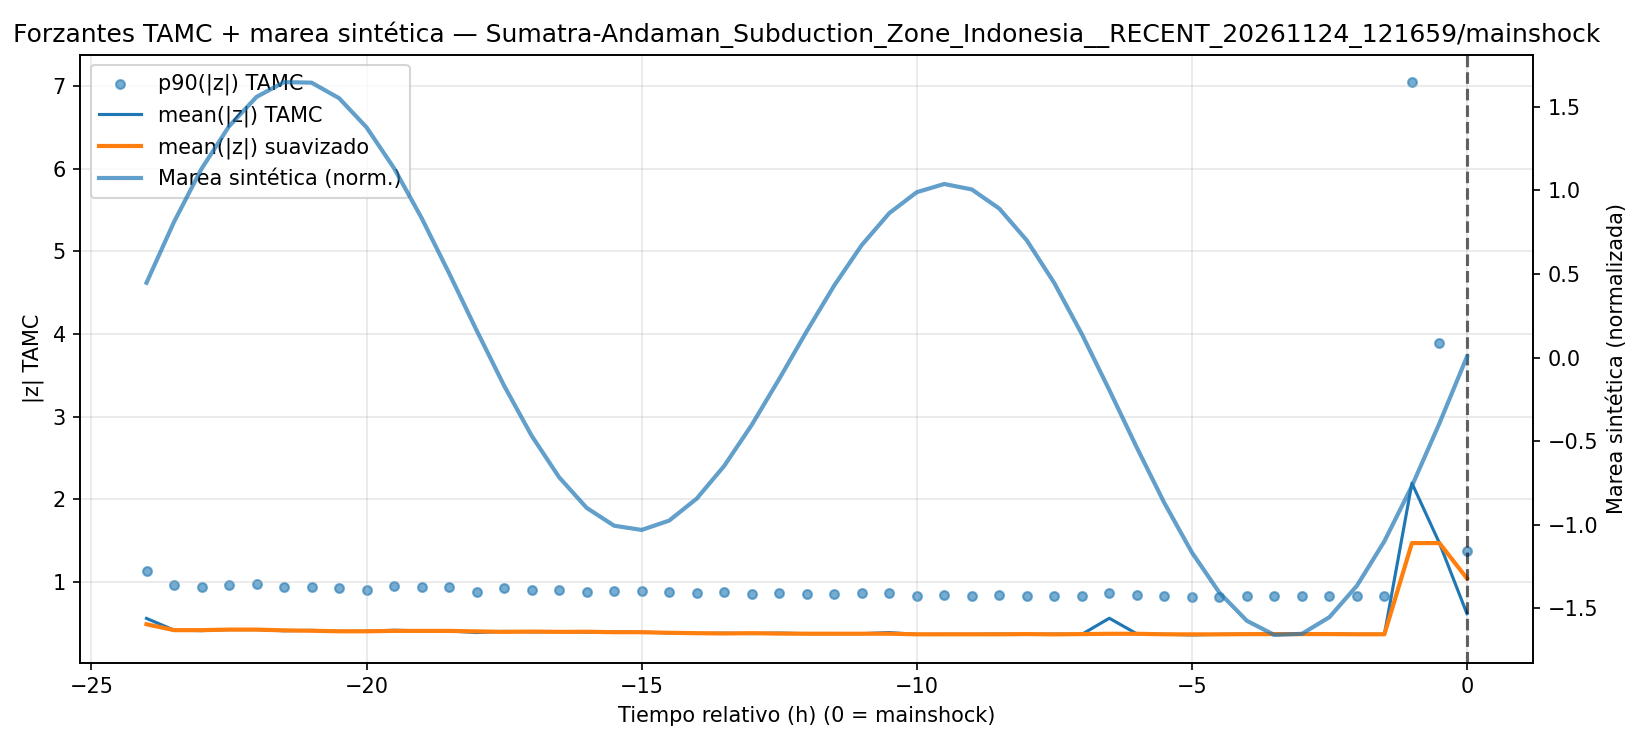 Forzantes TAMC + marea sintética — Sumatra-Andaman_Subduction_Zone_Indonesia__RECENT_20261124_121659/mainshock
p90(|z|) TAMC
mean(|z|) TAMC
mean(|z|) suavizado
Marea sintética (norm.)
|z| TAMC
7
6
5
4
3
2
1
Marea sintética (normalizada)
1.5
1.0
0.5
0.0
−0.5
−1.0
−1.5
−25
−20
−15
−10
−5
0
Tiempo relativo (h) (0 = mainshock)